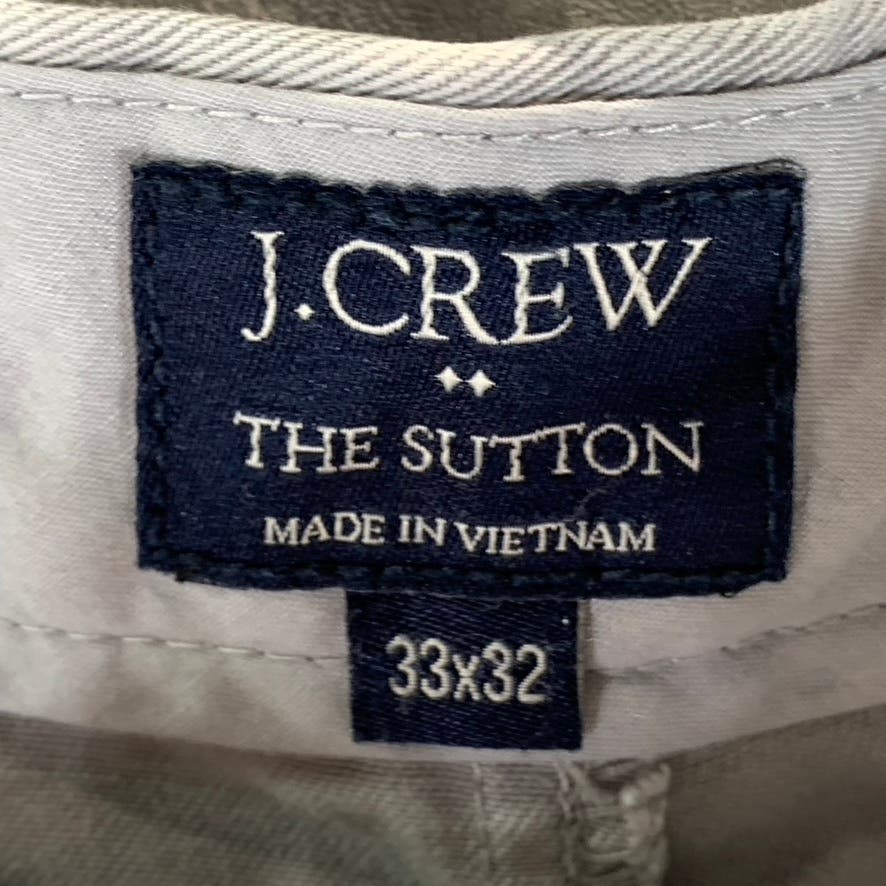 J.CREW
THE SUTTON
MADE IN VIETNAM
33x32